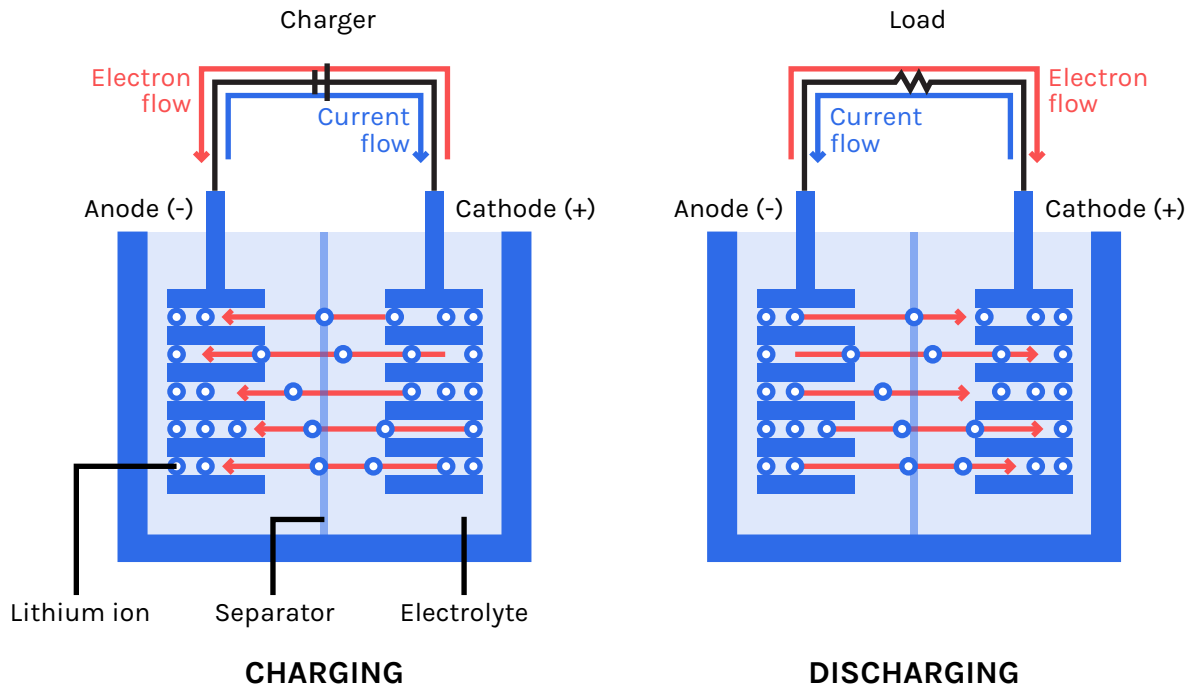 Charger
Electron
flow
Current
flow
Anode (-)
Cathode (+)
Lithium ion
Separator
Electrolyte
CHARGING
Load
Electron
flow
Current
flow
Anode (-)
Cathode (+)
DISCHARGING